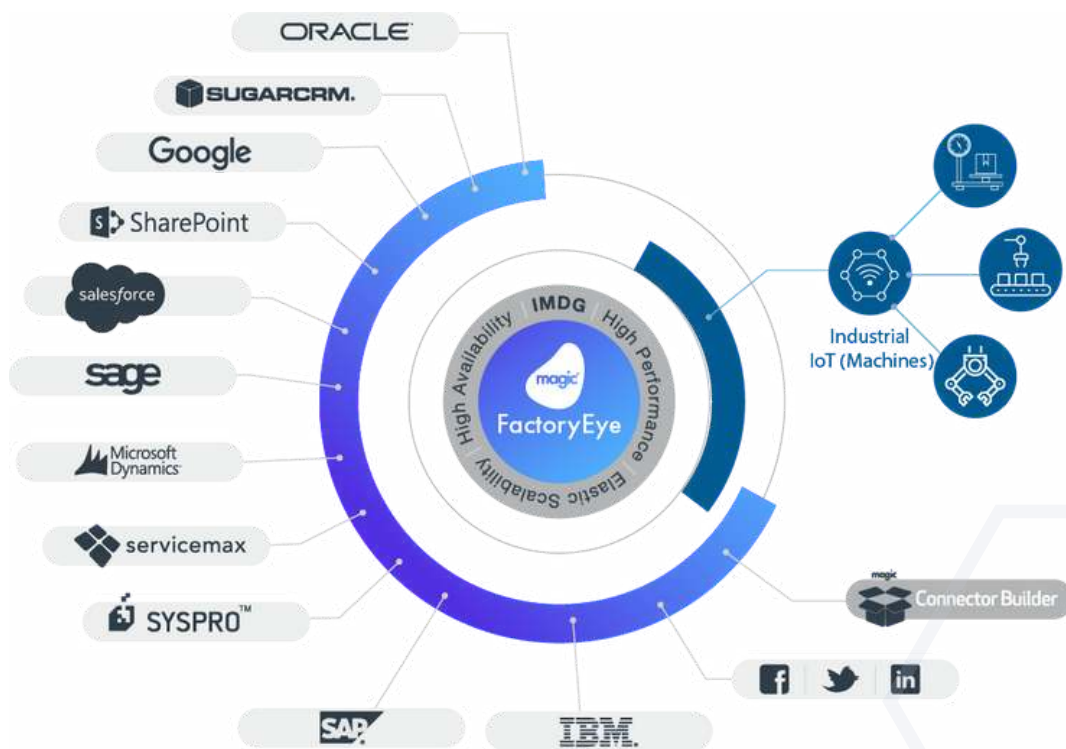 ORACLE
SUGARCRM.
Google
S SharePoint
salesforce
sage
Microsoft
Dynamics
servicemax
SYSPRO™
SAP
IBM.
f
in
magic
Connector Builder
Industrial
IoT (Machines)
High Availability | IMDG | High Performance | Elastic Scalability |
magic
FactoryEye